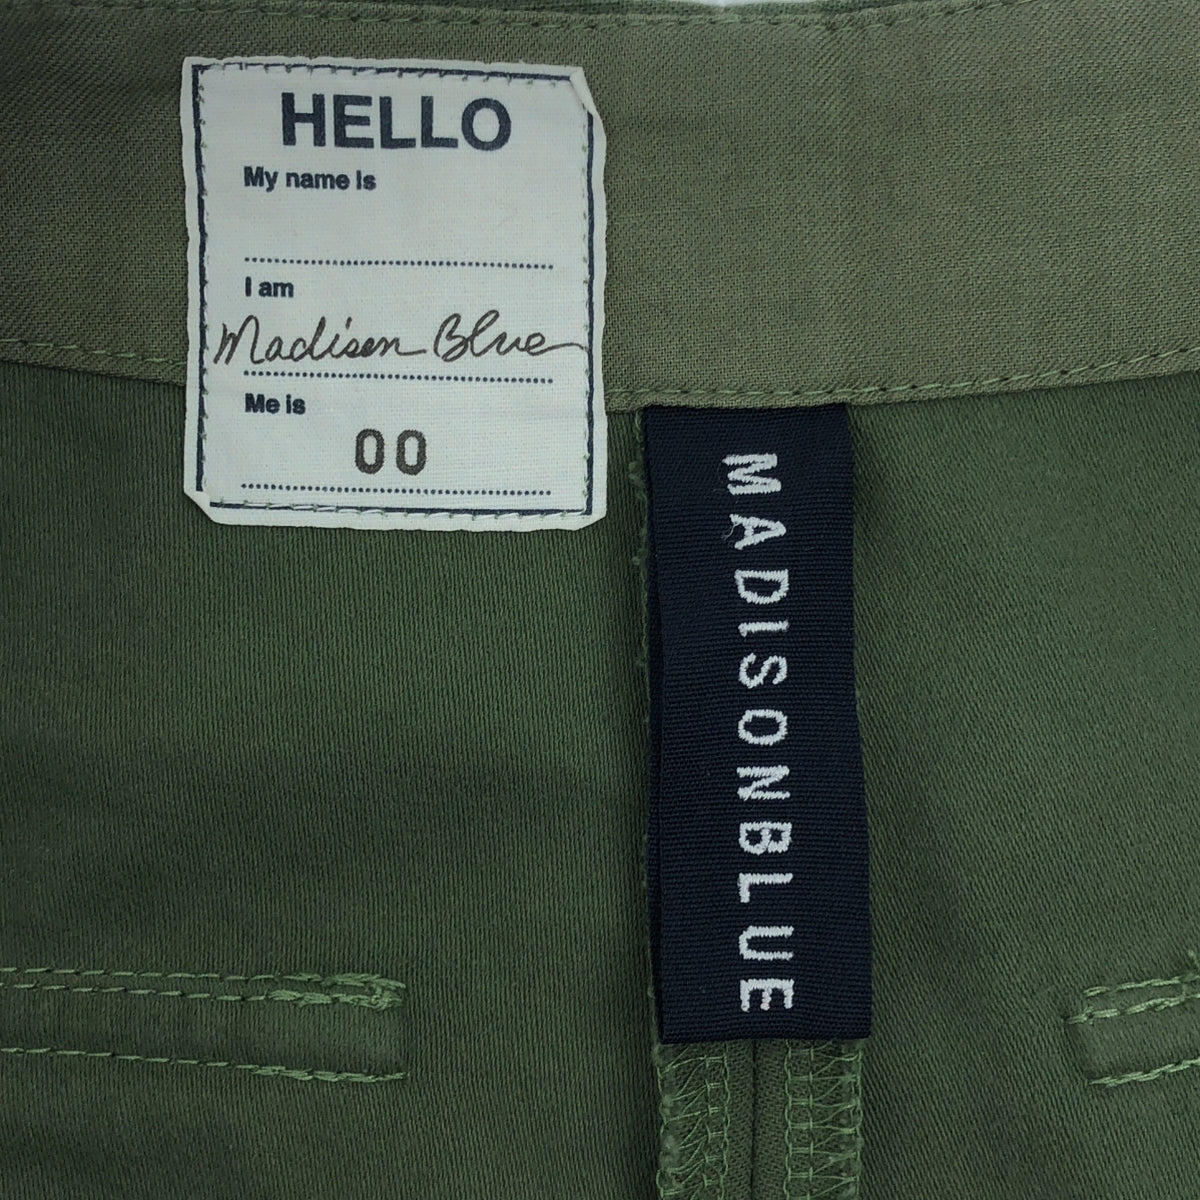 HELLO
My name is
I am
Madison Blue
Me is
00
MADISONBLUE